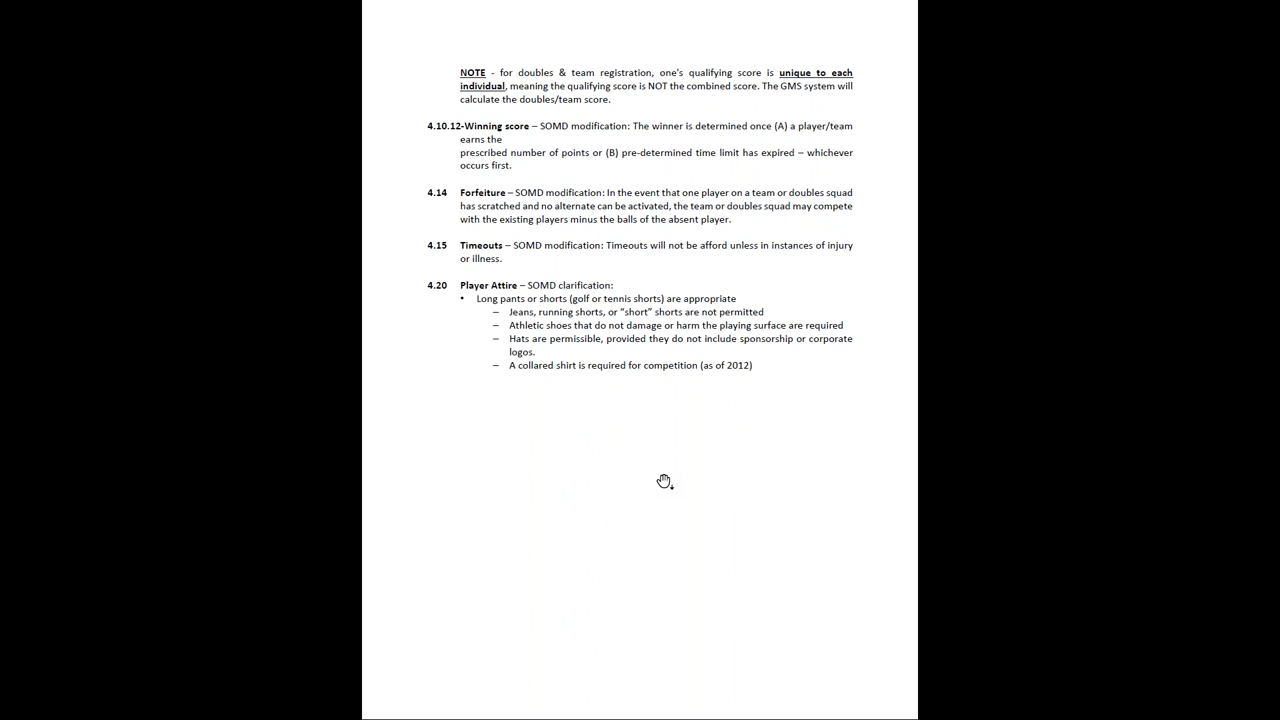 NOTE - for doubles & team registration, one's qualifying score is unique to each
individual, meaning the qualifying score is NOT the combined score. The GMS system will
calculate the doubles/team score.
4.10.12-Winning score – SOMD modification: The winner is determined once (A) a player/team
earns the
prescribed number of points or (B) pre-determined time limit has expired – whichever
occurs first.
4.14 Forfeiture – SOMD modification: In the event that one player on a team or doubles squad
has scratched and no alternate can be activated, the team or doubles squad may compete
with the existing players minus the balls of the absent player.
4.15 Timeouts – SOMD modification: Timeouts will not be afford unless in instances of injury
or illness.
4.20 Player Attire – SOMD clarification:
• Long pants or shorts (golf or tennis shorts) are appropriate
– Jeans, running shorts, or “short” shorts are not permitted
– Athletic shoes that do not damage or harm the playing surface are required
– Hats are permissible, provided they do not include sponsorship or corporate
logos.
– A collared shirt is required for competition (as of 2012)